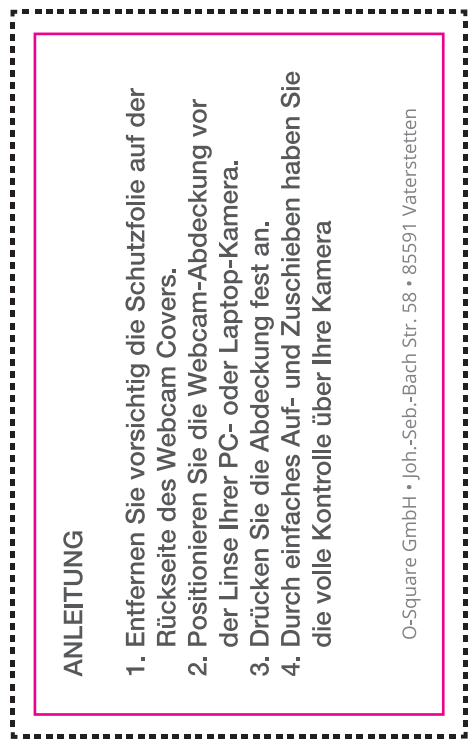 ANLEITUNG
1. Entfernen Sie vorsichtig die Schutzfolie auf der
Rückseite des Webcam Covers.
2. Positionieren Sie die Webcam-Abdeckung vor
der Linse Ihrer PC- oder Laptop-Kamera.
3. Drücken Sie die Abdeckung fest an.
4. Durch einfaches Auf- und Zuschieben haben Sie
die volle Kontrolle über Ihre Kamera
O-Square GmbH • Joh.-Seb.-Bach Str. 58 • 85591 Vaterstetten